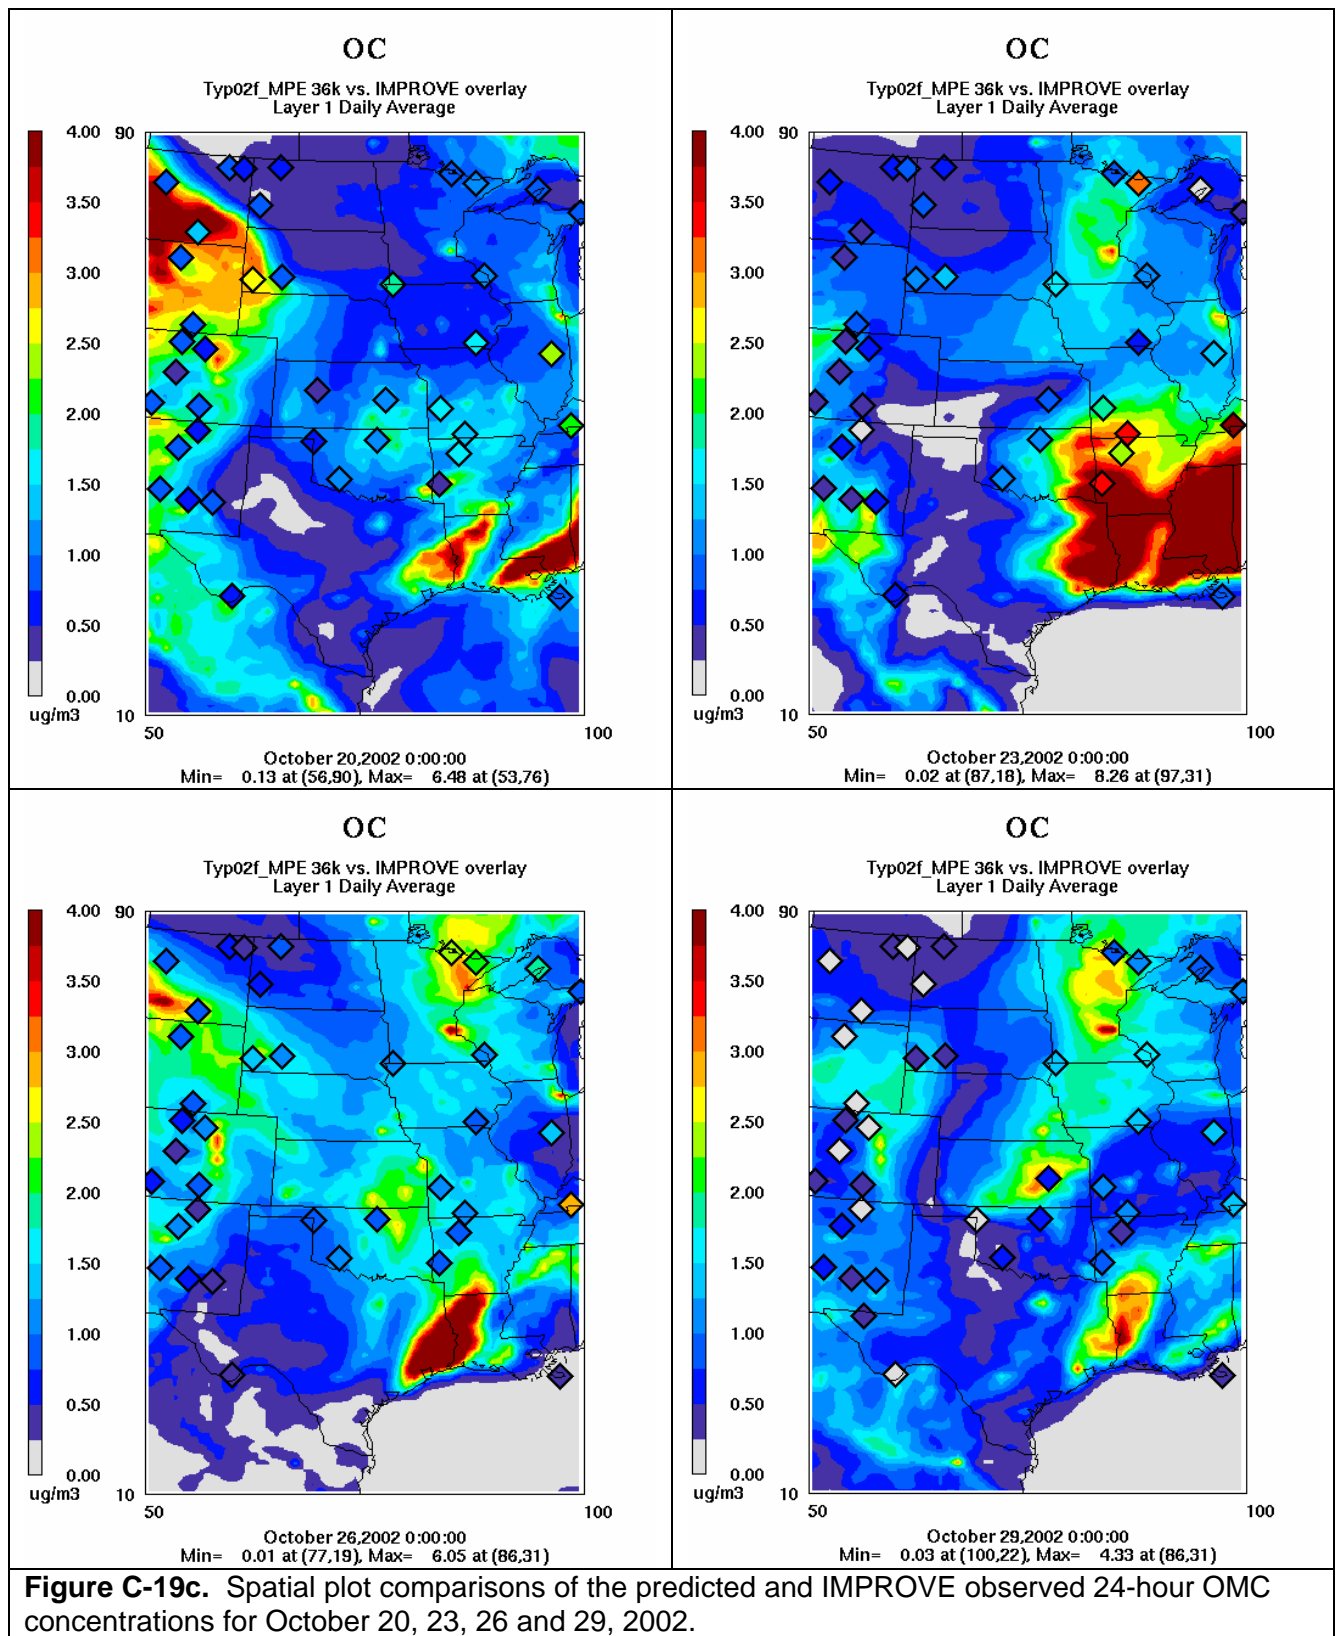 OC
Typ02f_MPE 36k vs. IMPROVE overlay
Layer 1 Daily Average
4.00
3.50
3.00
2.50
2.00
1.50
1.00
0.50
0.00
ug/m3
90
10
50
100
October 20,2002 0:00:00
Min= 0.13 at (56,90), Max= 6.48 at (53,76)
OC
Typ02f_MPE 36k vs. IMPROVE overlay
Layer 1 Daily Average
4.00
3.50
3.00
2.50
2.00
1.50
1.00
0.50
0.00
ug/m3
90
10
50
100
October 23,2002 0:00:00
Min= 0.02 at (87,18), Max= 8.26 at (97,31)
OC
Typ02f_MPE 36k vs. IMPROVE overlay
Layer 1 Daily Average
4.00
3.50
3.00
2.50
2.00
1.50
1.00
0.50
0.00
ug/m3
90
10
50
100
October 26,2002 0:00:00
Min= 0.01 at (77,19), Max= 6.05 at (86,31)
OC
Typ02f_MPE 36k vs. IMPROVE overlay
Layer 1 Daily Average
4.00
3.50
3.00
2.50
2.00
1.50
1.00
0.50
0.00
ug/m3
90
10
50
100
October 29,2002 0:00:00
Min= 0.03 at (100,22), Max= 4.33 at (86,31)
Figure C-19c. Spatial plot comparisons of the predicted and IMPROVE observed 24-hour OMC
concentrations for October 20, 23, 26 and 29, 2002.